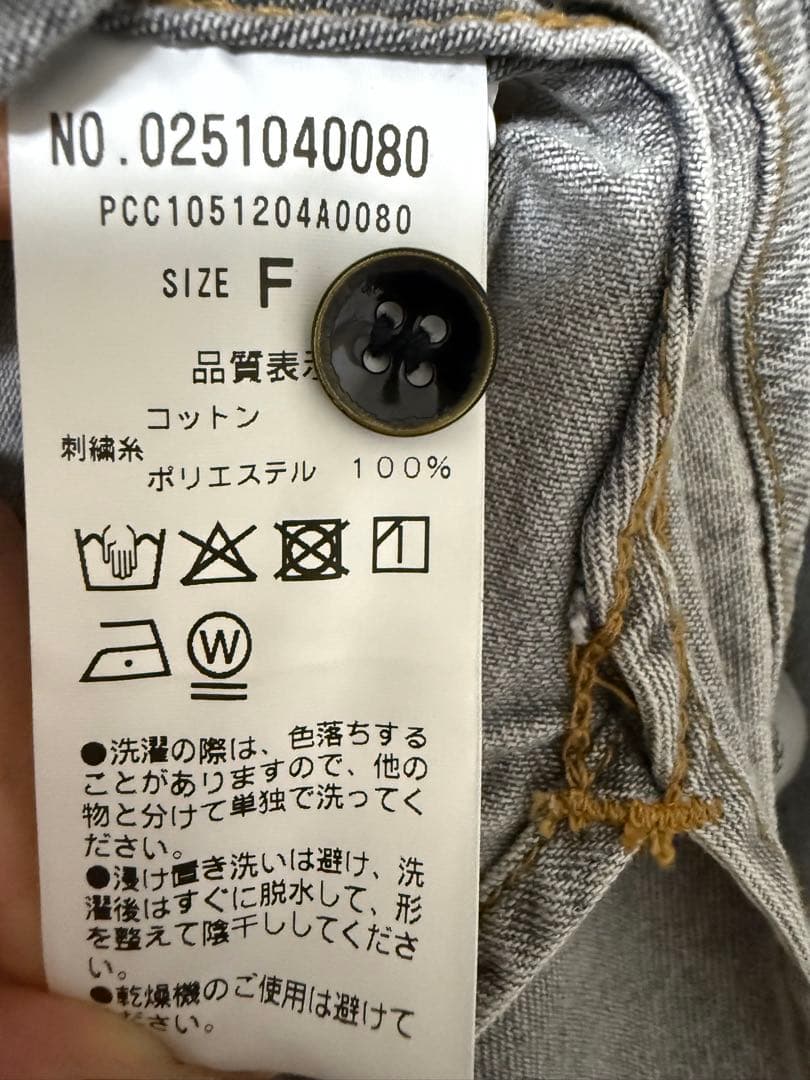 NO.0251040080
PCC1051204A0080
SIZE F
品質表
コットン
刺繍糸
ポリエステル 100%
W
●洗濯の際は、色落ちする
ことがありますので、他の
物と分けて単独で洗ってく
ださい。
●浸け置き洗いは避け、洗
濯後はすぐに脱水して、形
を整えて陰干ししてくださ
い。
●乾燥機のご使用は避けて
ださい。